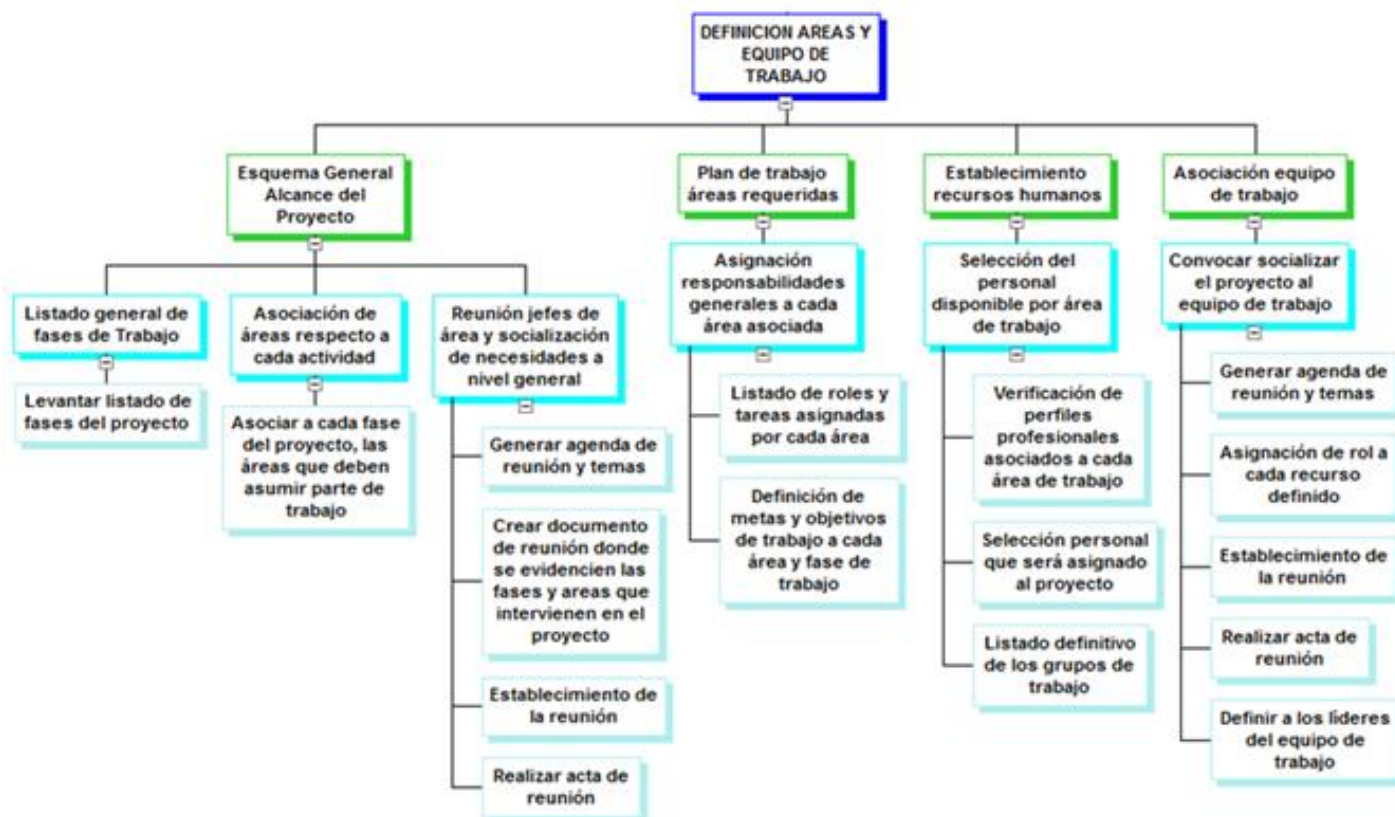 DEFINICION AREAS Y
EQUIPO DE
TRABAJO
Esquema General
Alcance del
Proyecto
Plan de trabajo
áreas requeridas
Establecimiento
recursos humanos
Asociación equipo
de trabajo
Listado general de
fases de Trabajo
Asociación de
áreas respecto a
cada actividad
Reunión jefes de
área y socialización
de necesidades a
nivel general
Asignación
responsabilidades
generales a cada
área asociada
Selección del
personal
disponible por área
de trabajo
Convocar socializar
el proyecto al
equipo de trabajo
Levantar listado de
fases del proyecto
Asociar a cada fase
del proyecto, las
áreas que deben
asumir parte de
trabajo
Generar agenda de
reunión y temas
Crear documento
de reunión donde
se evidencien las
fases y areas que
intervienen en el
proyecto
Establecimiento de
la reunión
Realizar acta de
reunión
Listado de roles y
tareas asignadas
por cada área
Definición de
metas y objetivos
de trabajo a cada
área y fase de
trabajo
Verificación de
perfiles
profesionales
asociados a cada
área de trabajo
Selección personal
que será asignado
al proyecto
Listado definitivo
de los grupos de
trabajo
Generar agenda de
reunión y temas
Asignación de rol a
cada recurso
definido
Establecimiento de
la reunión
Realizar acta de
reunión
Definir a los líderes
del equipo de
trabajo